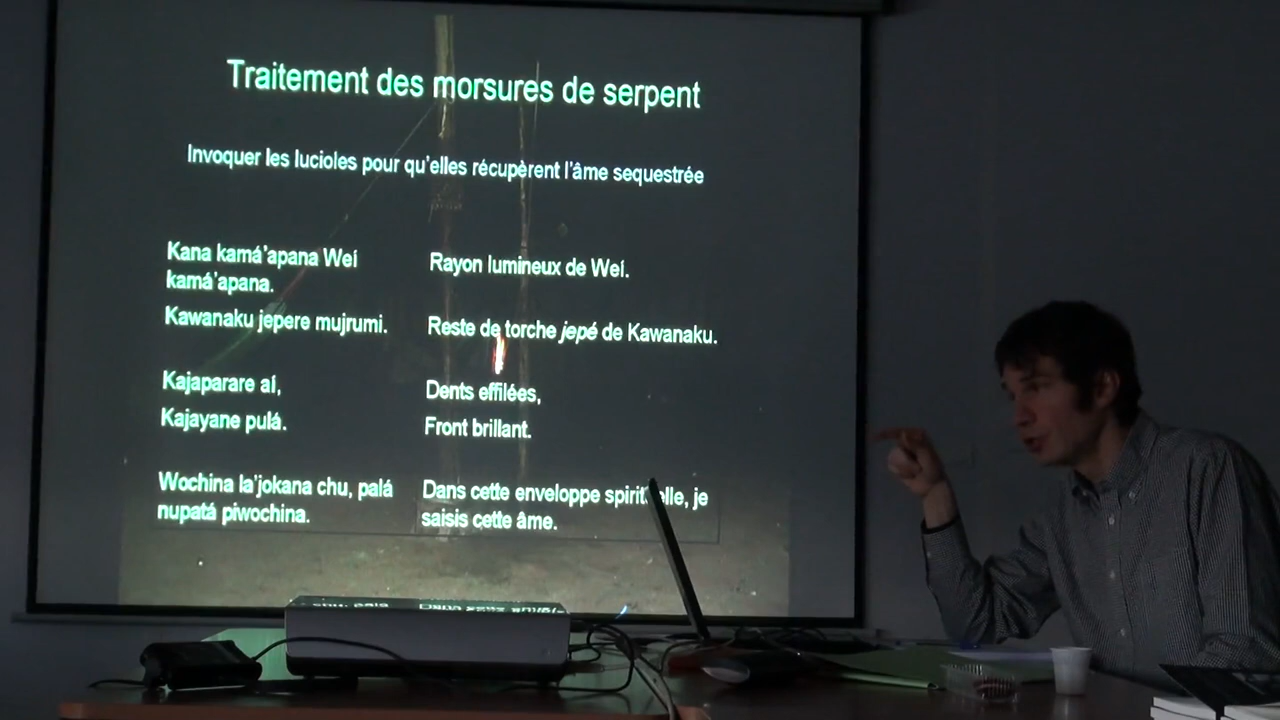 Traitement des morsures de serpent
Invoquer les lucioles pour qu'elles récupèrent l'âme sequestrée
Kana kamá'apana Weí
kamá'apana.
Rayon lumineux de Weí.
Kawanaku jepere mujrumi.
Reste de torche jepé de Kawanaku.
Kajaparare aí,
Dents effilées,
Kajayane pulá.
Front brillant.
Wochina la'jokana chu, palá
nupatá piwochina.
Dans cette enveloppe spirit elle, je
saisis cette âme.